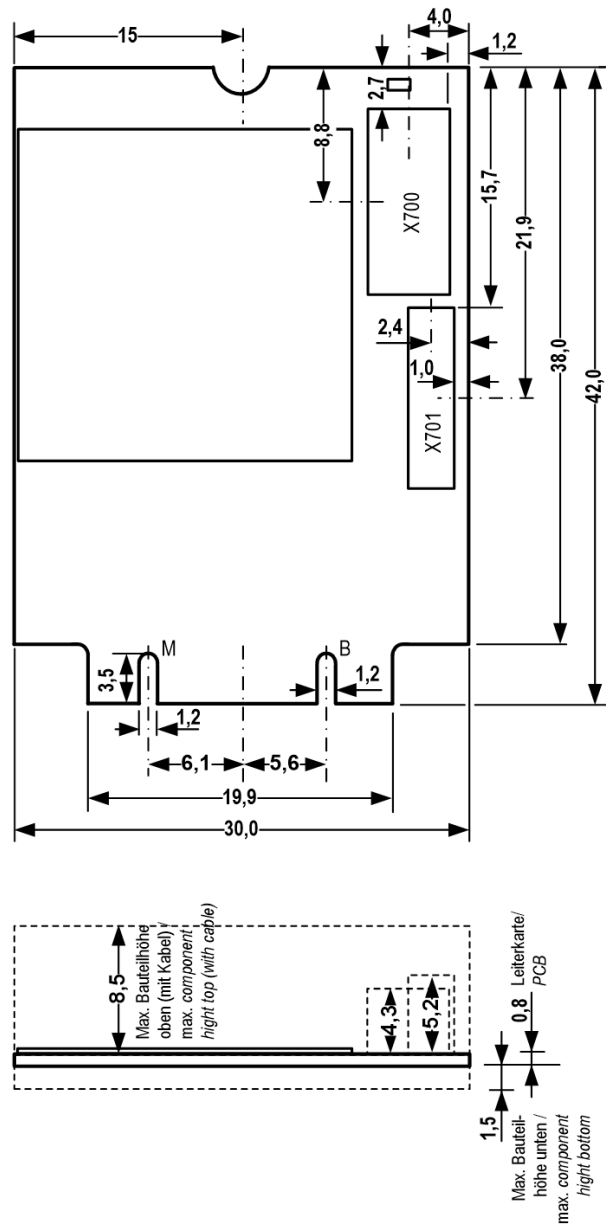 15
4,0
1,2
2,7
8,8
X700
15,7
21,9
38,0
42,0
2,4
1,0
X701
M
B
3,5
1,2
1,2
6,1
5,6
19,9
30,0
8,5
Max. Bauteilhöhe
oben (mit Kabel) /
max. component
hight top (with cable)
4,3
5,2
0,8
Leiterkarte/
PCB
1,5
Max. Bauteil-
höhe unten /
max. component
hight bottom